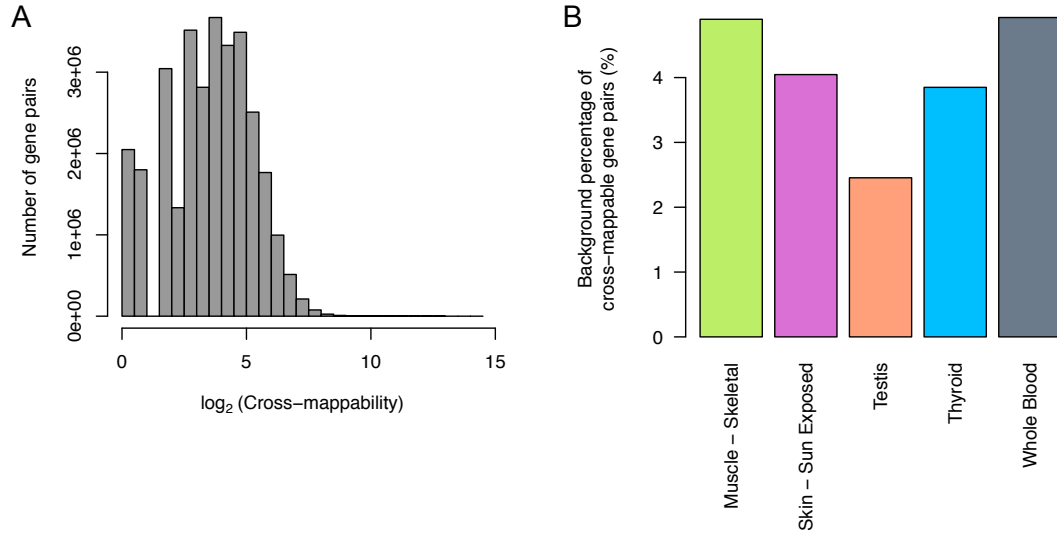 A
Number of gene pairs
3e+06
2e+06
1e+06
0e+00
0 5 10 15
log₂ (Cross−mappability)
B
Background percentage of
cross−mappable gene pairs (%)
4
3
2
1
0
Muscle − Skeletal
Skin − Sun Exposed
Testis
Thyroid
Whole Blood